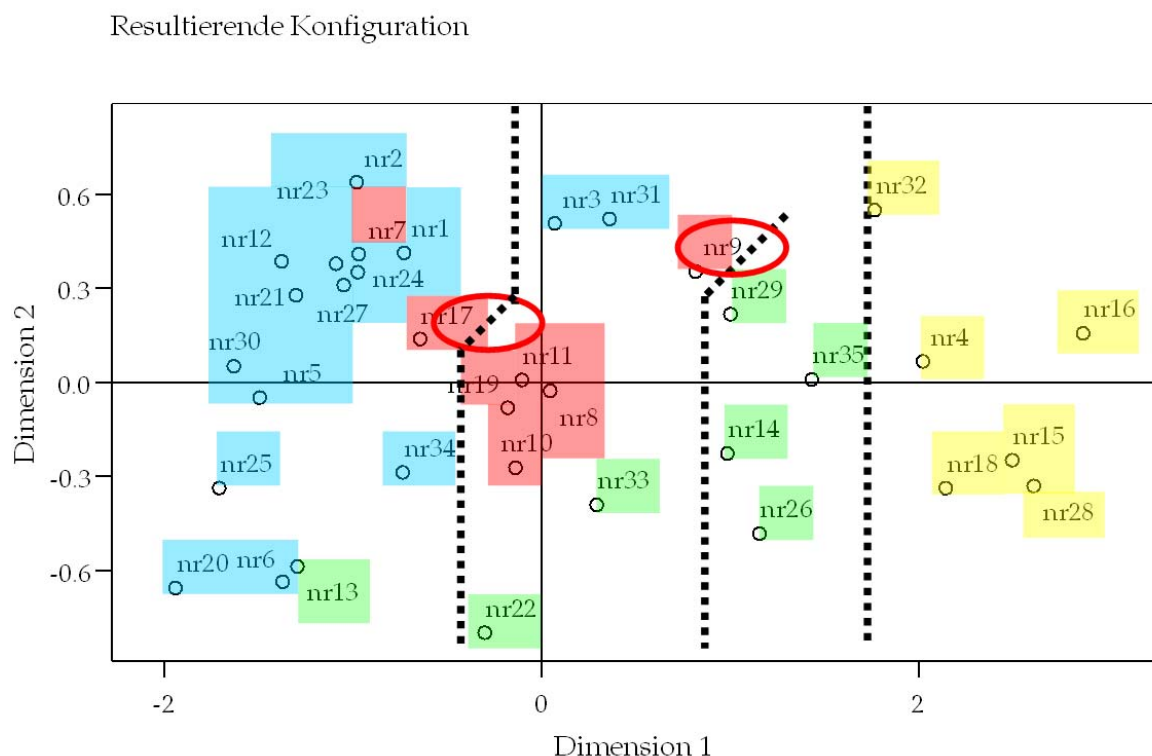 Resultierende Konfiguration
nr2
nr23
nr3 nr31
nr32
0.6
nr7 nr1
nr12
nr9
nr24
nr21
nr27
0.3
nr29
nr17
nr16
nr30
nr11
nr35
nr4
nr5
nr19
0.0
nr8
nr10
nr14
nr34
nr25
nr15
nr18
-0.3
nr33
nr26
nr28
nr20 nr6
-0.6
nr13
nr22
Dimension 2
-2 0 2
Dimension 1